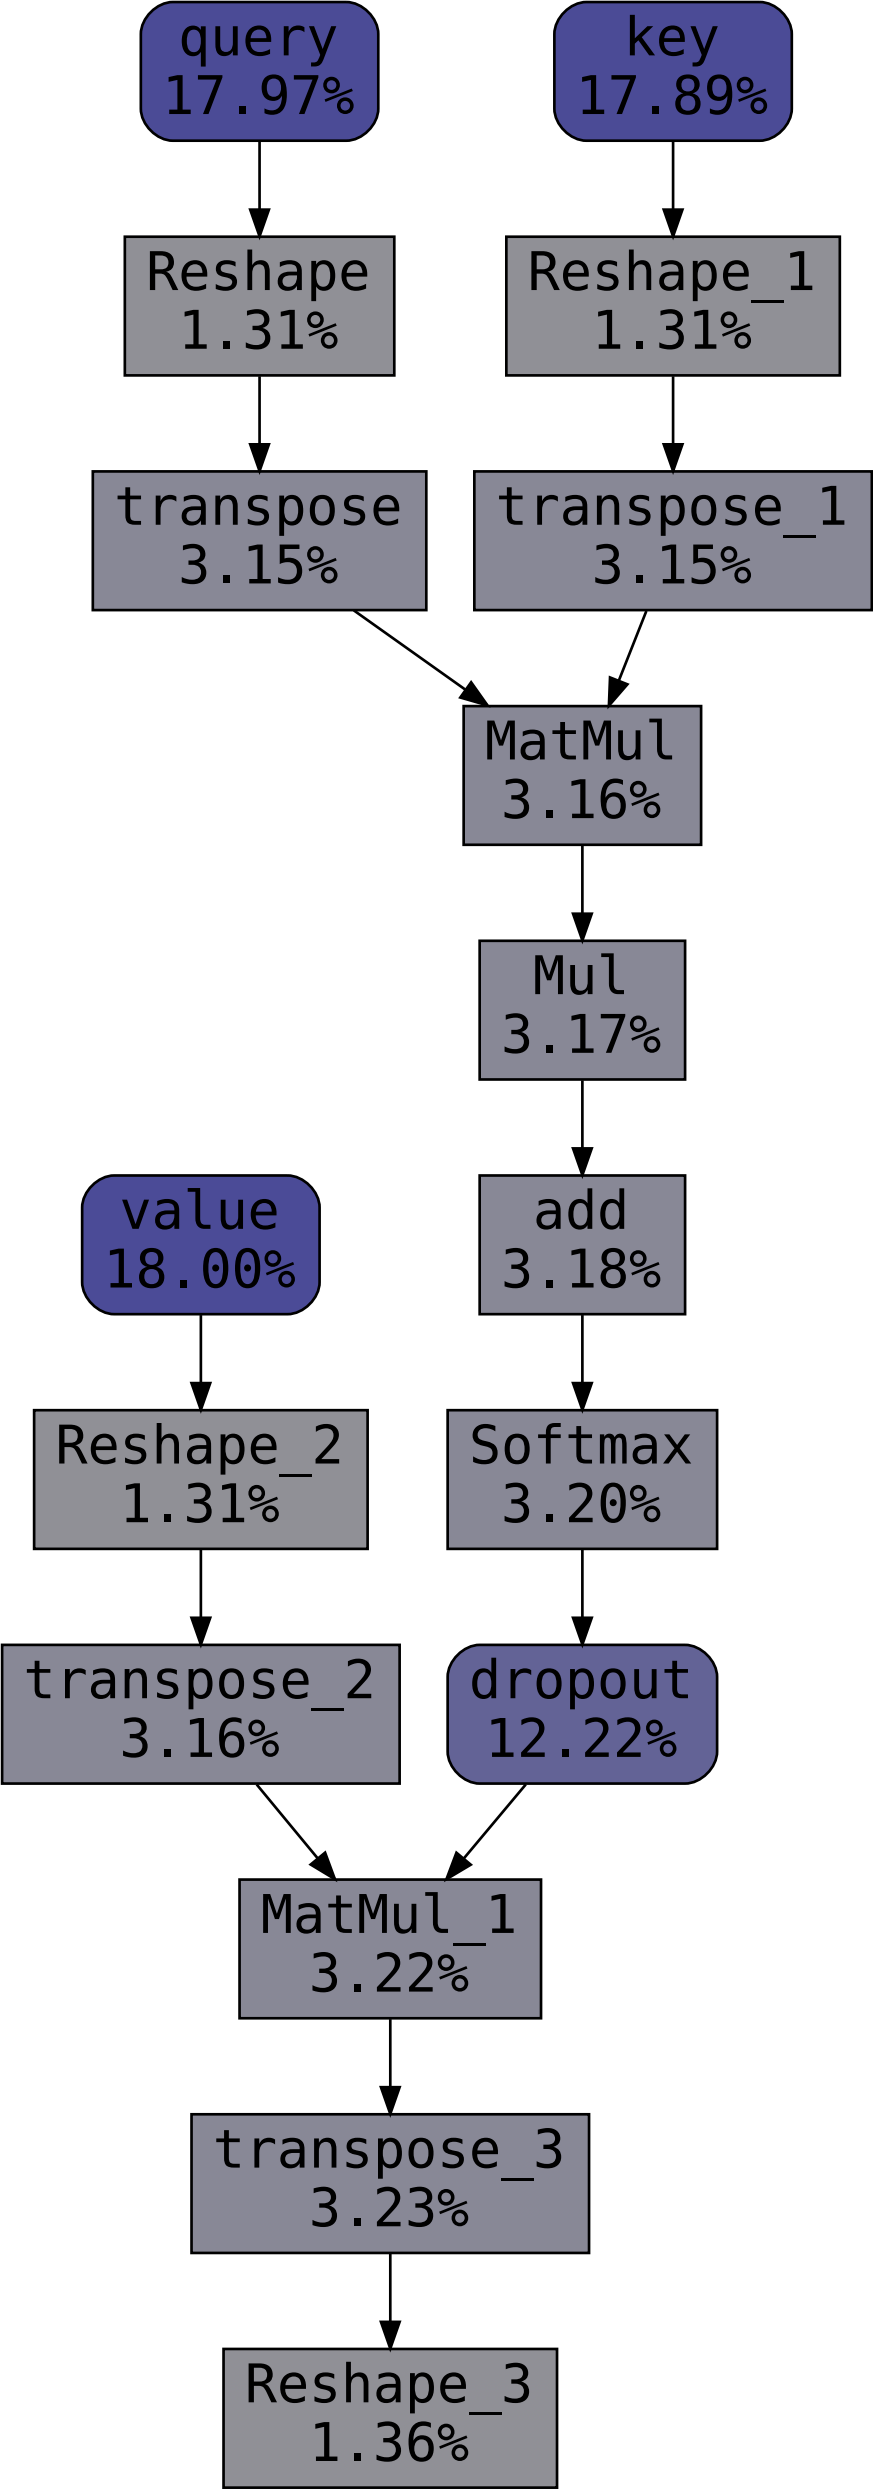 query
17.97%
key
17.89%
Reshape
1.31%
Reshape_1
1.31%
transpose
3.15%
transpose_1
3.15%
MatMul
3.16%
Mul
3.17%
value
18.00%
add
3.18%
Reshape_2
1.31%
Softmax
3.20%
transpose_2
3.16%
dropout
12.22%
MatMul_1
3.22%
transpose_3
3.23%
Reshape_3
1.36%